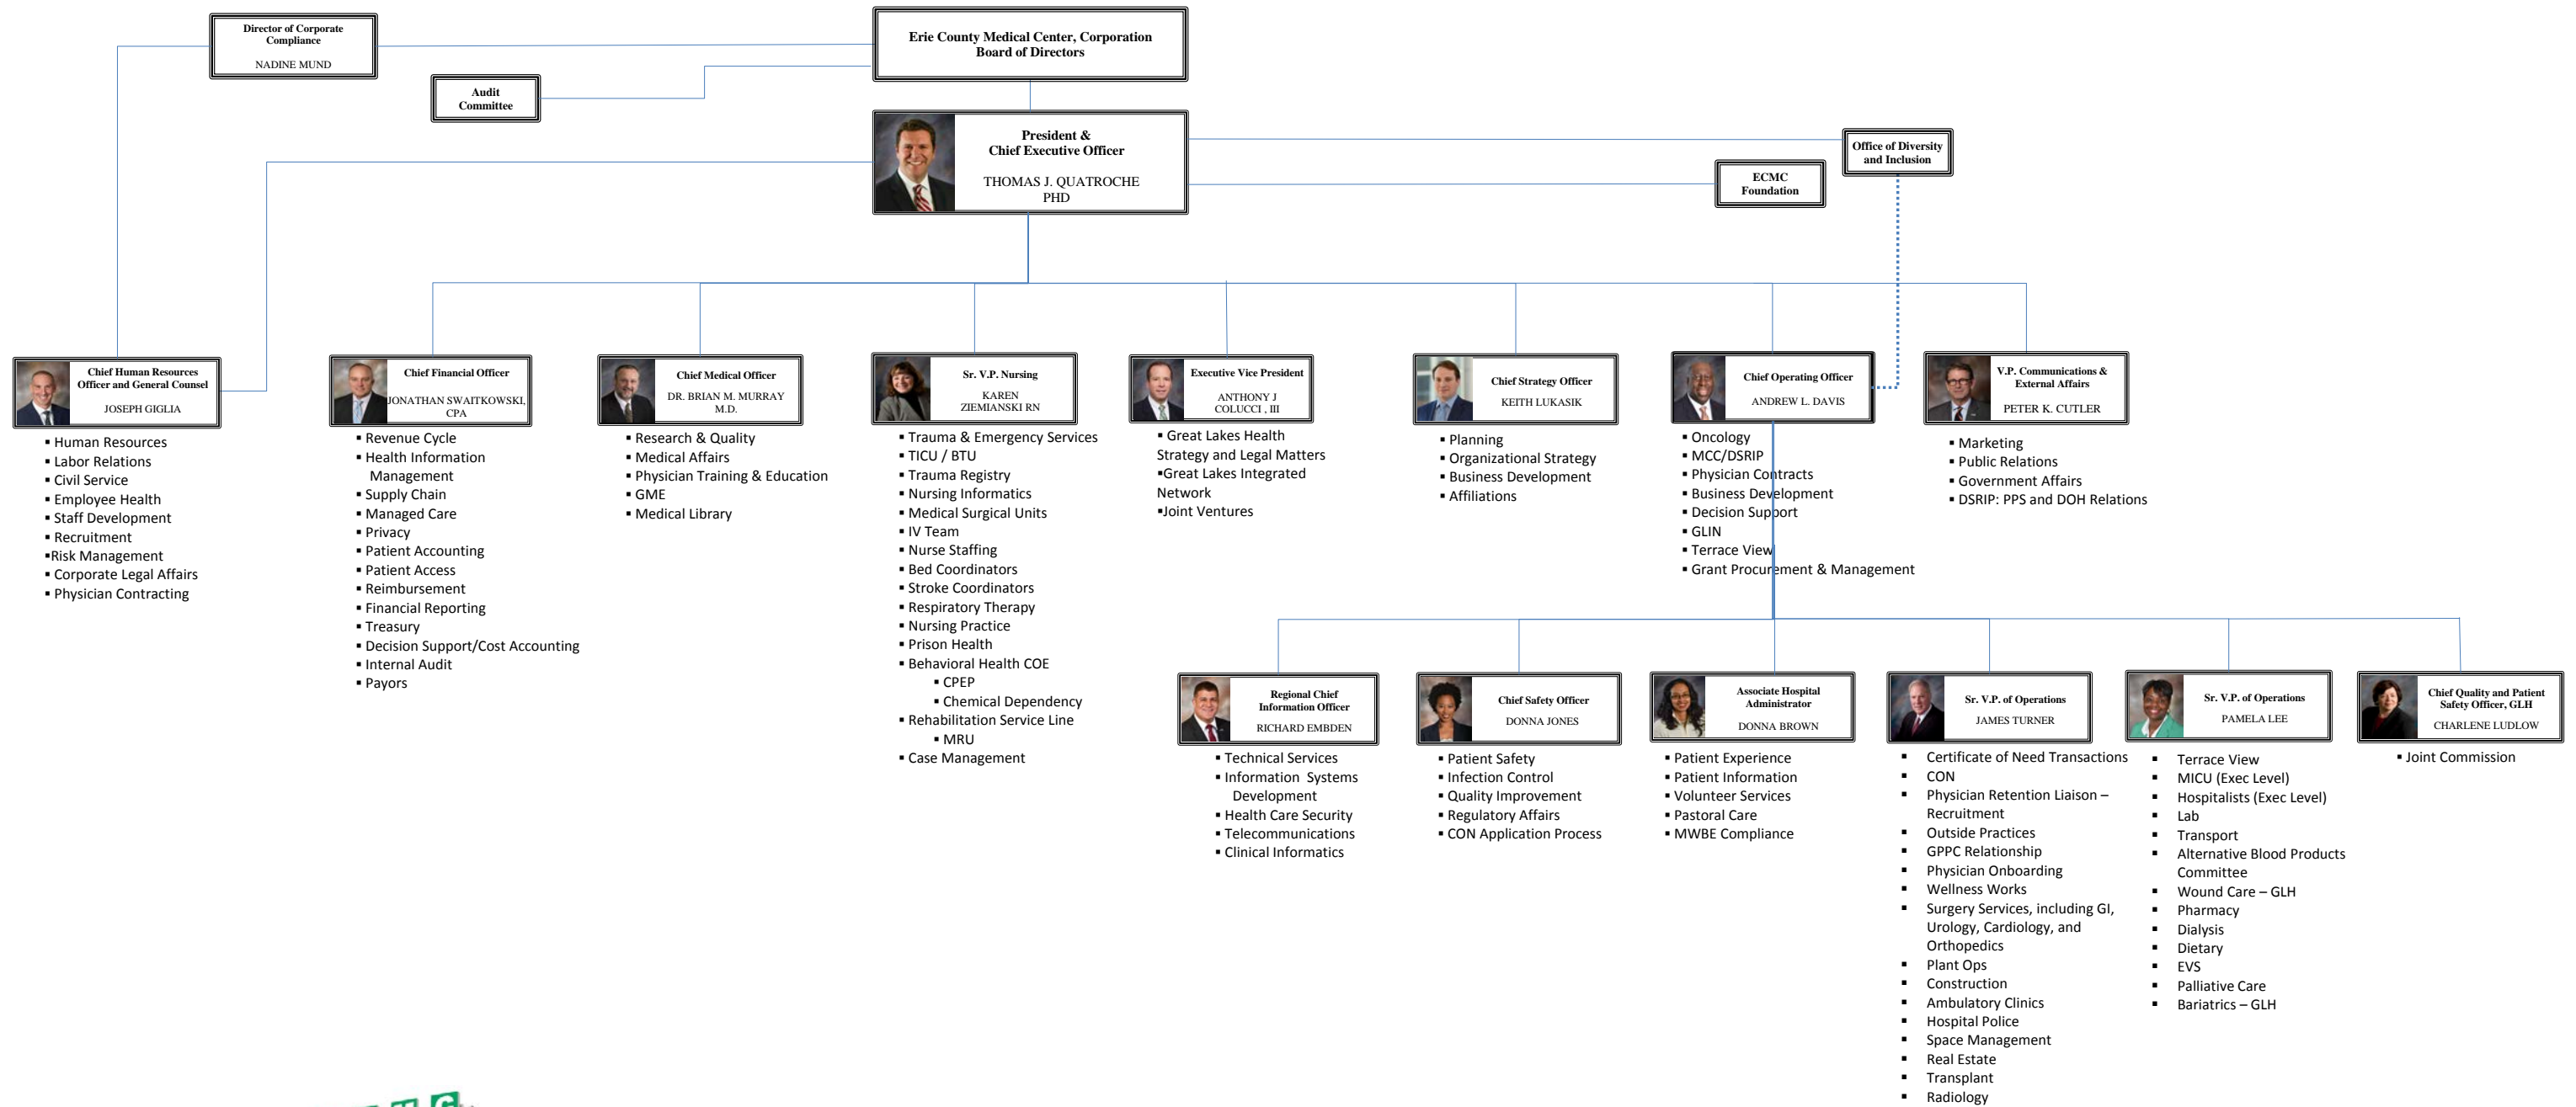 Director of Corporate
Compliance
NADINE MUND
Erie County Medical Center, Corporation
Board of Directors
Audit
Committee
President &
Chief Executive Officer
THOMAS J. QUATROCHE
PHD
Office of Diversity
and Inclusion
ECMC
Foundation
Chief Human Resources
Officer and General Counsel
JOSEPH GIGLIA
▪ Human Resources
▪ Labor Relations
▪ Civil Service
▪ Employee Health
▪ Staff Development
▪ Recruitment
▪Risk Management
▪ Corporate Legal Affairs
▪ Physician Contracting
Chief Financial Officer
JONATHAN SWAITKOWSKI,
CPA
▪ Revenue Cycle
▪ Health Information
Management
▪ Supply Chain
▪ Managed Care
▪ Privacy
▪ Patient Accounting
▪ Patient Access
▪ Reimbursement
▪ Financial Reporting
▪ Treasury
▪ Decision Support/Cost Accounting
▪ Internal Audit
▪ Payors
Chief Medical Officer
DR. BRIAN M. MURRAY
M.D.
▪ Research & Quality
▪ Medical Affairs
▪ Physician Training & Education
▪ GME
▪ Medical Library
Sr. V.P. Nursing
KAREN
ZIEMIANSKI RN
▪ Trauma & Emergency Services
▪ TICU / BTU
▪ Trauma Registry
▪ Nursing Informatics
▪ Medical Surgical Units
▪ IV Team
▪ Nurse Staffing
▪ Bed Coordinators
▪ Stroke Coordinators
▪ Respiratory Therapy
▪ Nursing Practice
▪ Prison Health
▪ Behavioral Health COE
▪ CPEP
▪ Chemical Dependency
▪ Rehabilitation Service Line
▪ MRU
▪ Case Management
Executive Vice President
ANTHONY J
COLUCCI , III
▪ Great Lakes Health
Strategy and Legal Matters
▪Great Lakes Integrated
Network
▪Joint Ventures
Chief Strategy Officer
KEITH LUKASIK
▪ Planning
▪ Organizational Strategy
▪ Business Development
▪ Affiliations
Chief Operating Officer
ANDREW L. DAVIS
▪ Oncology
▪ MCC/DSRIP
▪ Physician Contracts
▪ Business Development
▪ Decision Support
▪ GLIN
▪ Terrace View
▪ Grant Procurement & Management
V.P. Communications &
External Affairs
PETER K. CUTLER
▪ Marketing
▪ Public Relations
▪ Government Affairs
▪ DSRIP: PPS and DOH Relations
Regional Chief
Information Officer
RICHARD EMBDEN
▪ Technical Services
▪ Information Systems
Development
▪ Health Care Security
▪ Telecommunications
▪ Clinical Informatics
Chief Safety Officer
DONNA JONES
▪ Patient Safety
▪ Infection Control
▪ Quality Improvement
▪ Regulatory Affairs
▪ CON Application Process
Associate Hospital
Administrator
DONNA BROWN
▪ Patient Experience
▪ Patient Information
▪ Volunteer Services
▪ Pastoral Care
▪ MWBE Compliance
Sr. V.P. of Operations
JAMES TURNER
▪ Certificate of Need Transactions
▪ CON
▪ Physician Retention Liaison –
Recruitment
▪ Outside Practices
▪ GPPC Relationship
▪ Physician Onboarding
▪ Wellness Works
▪ Surgery Services, including GI,
Urology, Cardiology, and
Orthopedics
▪ Plant Ops
▪ Construction
▪ Ambulatory Clinics
▪ Hospital Police
▪ Space Management
▪ Real Estate
▪ Transplant
▪ Radiology
Sr. V.P. of Operations
PAMELA LEE
▪ Terrace View
▪ MICU (Exec Level)
▪ Hospitalists (Exec Level)
▪ Lab
▪ Transport
▪ Alternative Blood Products
Committee
▪ Wound Care – GLH
▪ Pharmacy
▪ Dialysis
▪ Dietary
▪ EVS
▪ Palliative Care
▪ Bariatrics – GLH
Chief Quality and Patient
Safety Officer, GLH
CHARLENE LUDLOW
▪ Joint Commission